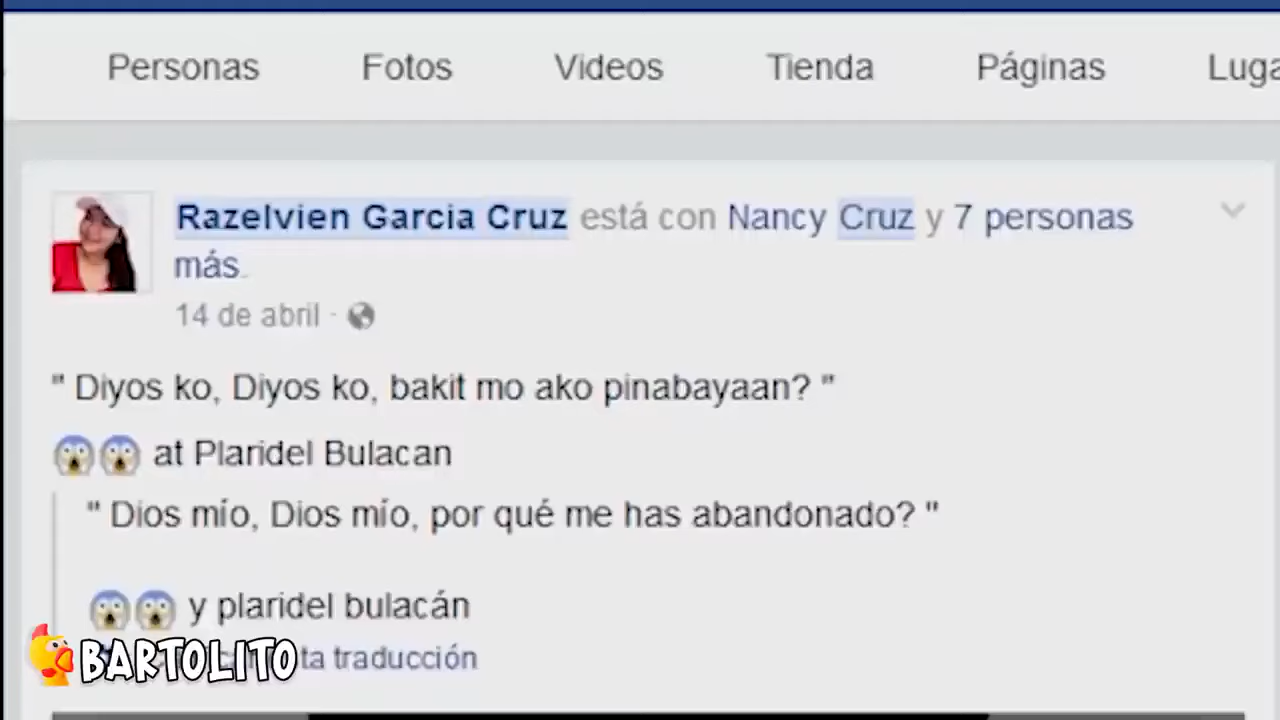 Personas Fotos Videos Tienda Páginas
Razelvien Garcia Cruz está con Nancy Cruz y 7 personas
más.
14 de abril ·
" Diyos ko, Diyos ko, bakit mo ako pinabayaan? "
at Plaridel Bulacan
" Dios mío, Dios mío, por qué me has abandonado? "
y plaridel bulacán
traducción
BARTOLITO